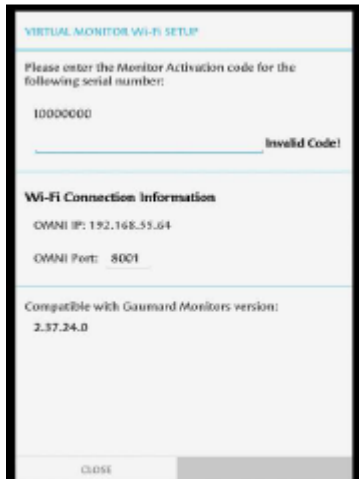 VIRTUAL MONITOR Wi-Fi SETUP
Please enter the Monitor Activation code for the
following serial number:
10000000
Invalid Code!
Wi-Fi Connection Information
OMNI IP: 192.168.55.64
OMNI Port: 8001
Compatible with Gaumard Monitors version:
2.37.24.0
CLOSE